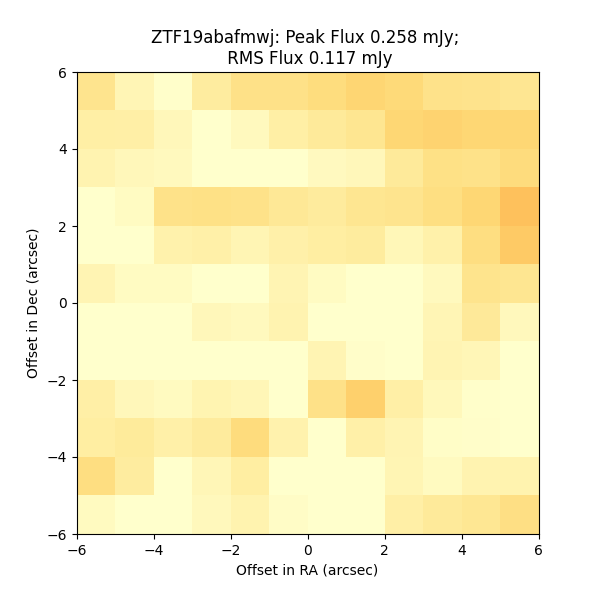 ZTF19abafmwj: Peak Flux 0.258 mJy;
RMS Flux 0.117 mJy
6
4
2
0
−2
−4
−6
Offset in Dec (arcsec)
−6 −4 −2 0 2 4 6
Offset in RA (arcsec)